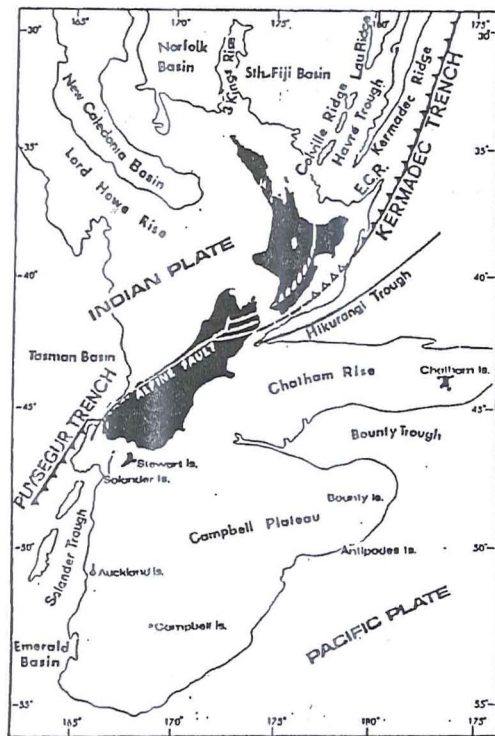 165° 170° 175° 180° 175
30° 30°
Norfolk
Basin
3 Kings Rise
Sth. Fiji Basin
Lau Ridge
Colville Ridge
Havre Trough
Kermadec Ridge
E.C.R.
KERMADEC TRENCH
New Caledonia Basin
Lord Howe Rise
35° 35°
INDIAN PLATE
40° 40°
Hikurangi Trough
Tasman Basin
ALPINE FAULT
Chatham Is.
Chatham Rise
45° 45°
PUYSEGUR TRENCH
Bounty Trough
Stewart Is.
Solander Is.
Bounty Is.
Solander Trough
Campbell Plateau
50° 50°
Antipodes Is.
Auckland Is.
Campbell Is.
Emerald
Basin
PACIFIC PLATE
55° 55°
165° 170° 175° 180° 175